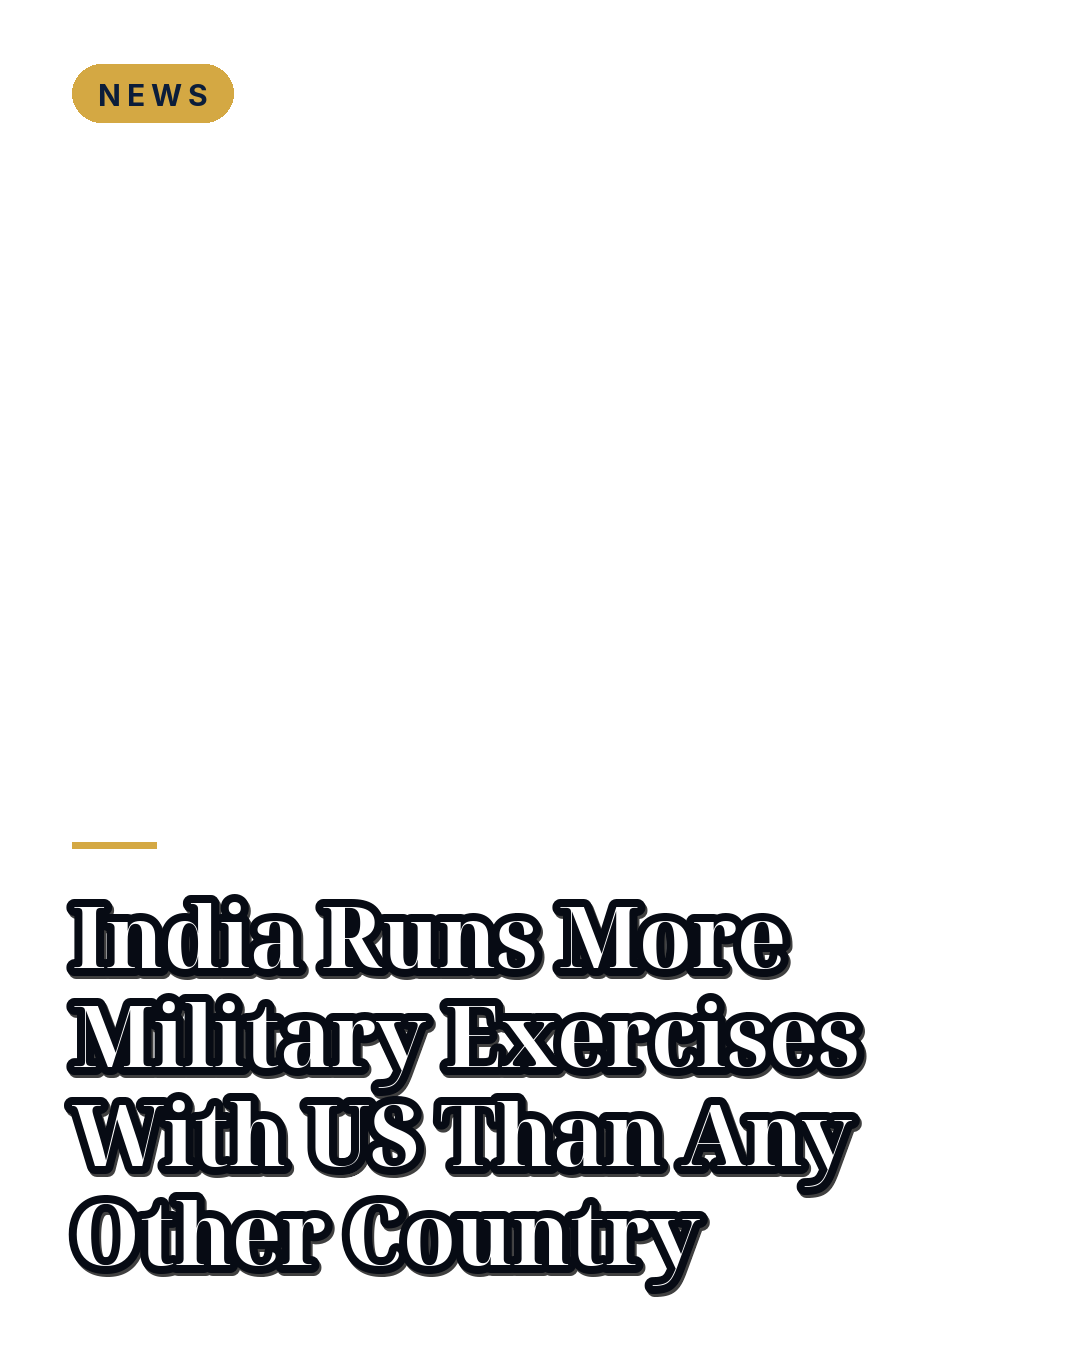 NEWS
India Runs More
Military Exercises
With US Than Any
Other Country